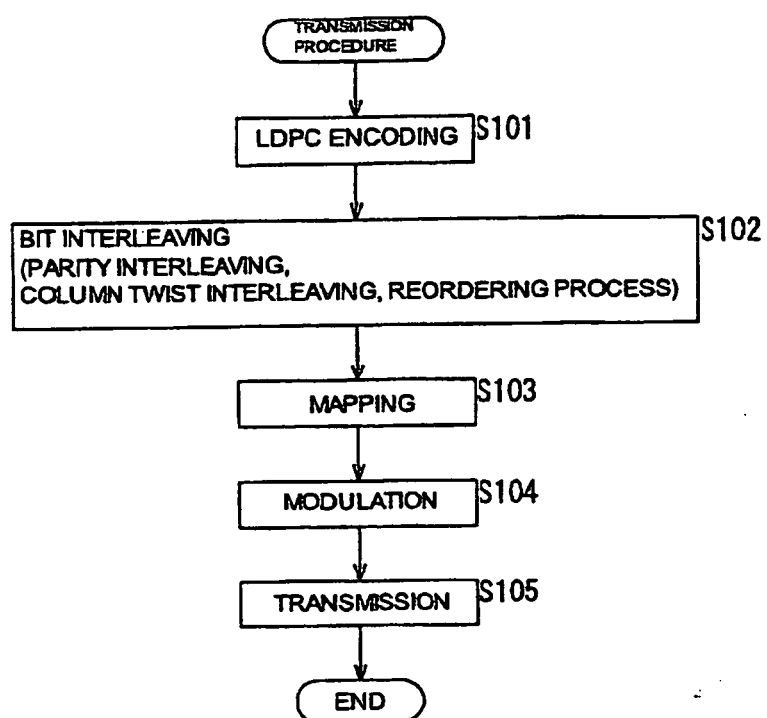 TRANSMISSION
PROCEDURE
LDPC ENCODING S101
BIT INTERLEAVING S102
(PARITY INTERLEAVING,
COLUMN TWIST INTERLEAVING, REORDERING PROCESS)
MAPPING S103
MODULATION S104
TRANSMISSION S105
END